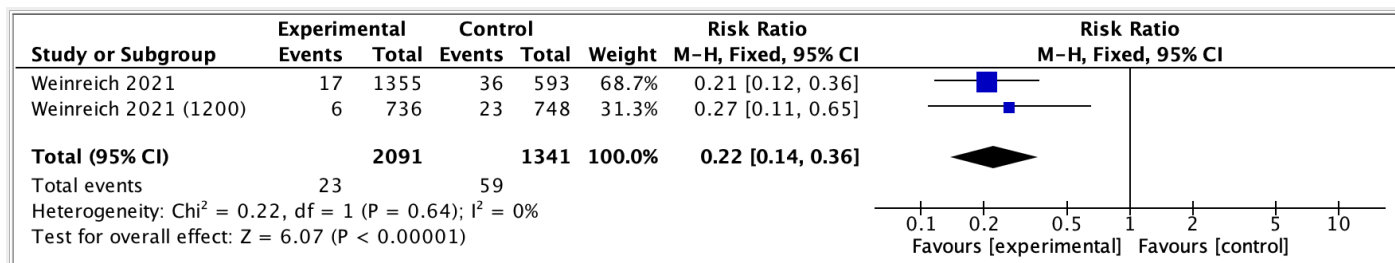 Experimental Control Risk Ratio Risk Ratio
Study or Subgroup Events Total Events Total Weight M-H, Fixed, 95% CI M-H, Fixed, 95% CI
Weinreich 2021 17 1355 36 593 68.7% 0.21 [0.12, 0.36]
Weinreich 2021 (1200) 6 736 23 748 31.3% 0.27 [0.11, 0.65]
Total (95% CI) 2091 1341 100.0% 0.22 [0.14, 0.36]
Total events 23 59
Heterogeneity: Chi² = 0.22, df = 1 (P = 0.64); I² = 0%
Test for overall effect: Z = 6.07 (P < 0.00001)
0.1 0.2 0.5 1 2 5 10
Favours [experimental] Favours [control]